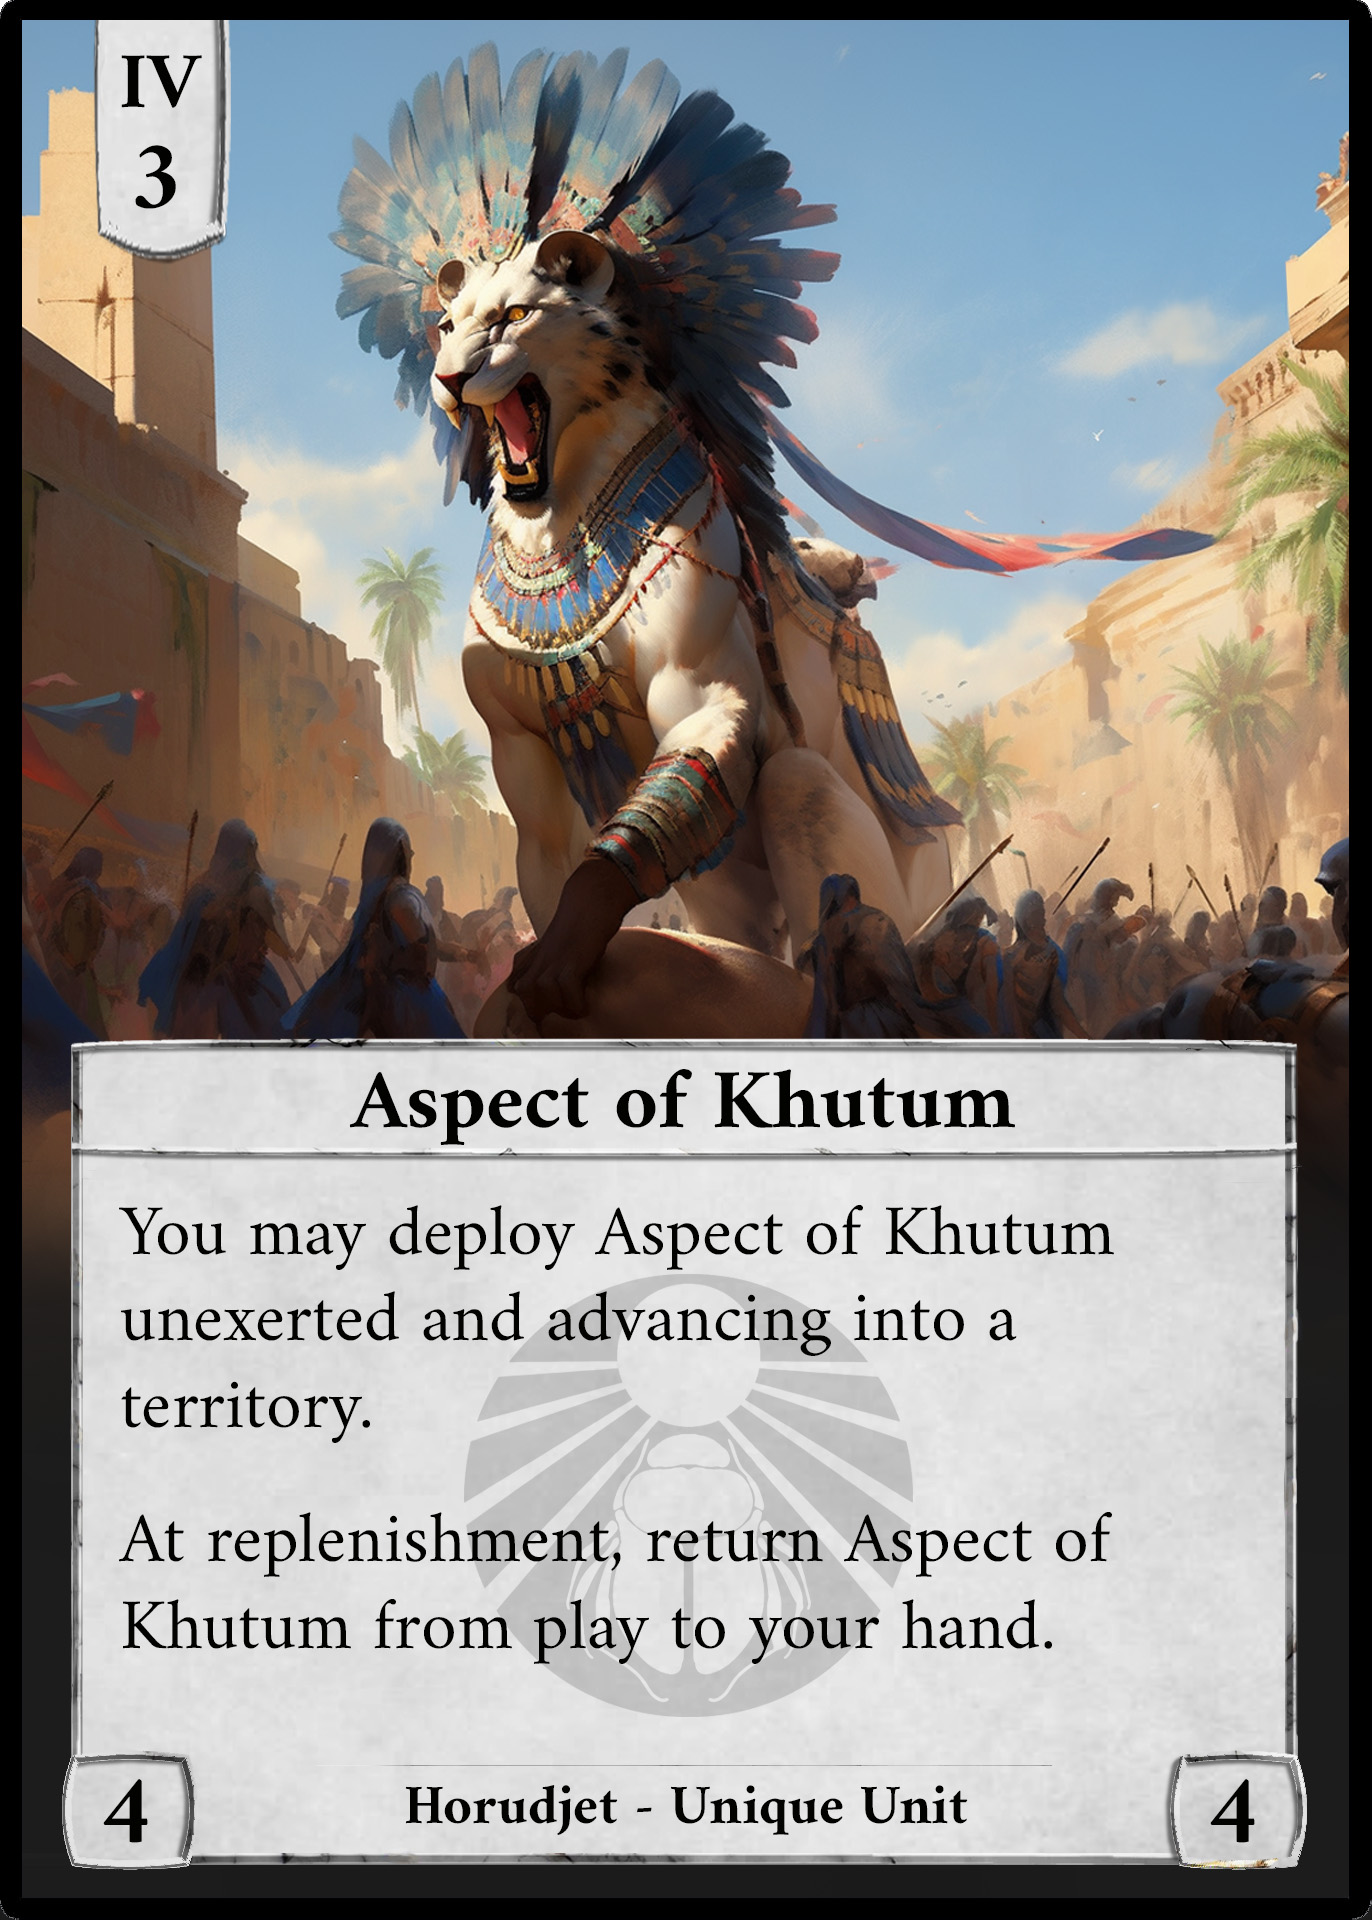 IV
3
Aspect of Khutum
You may deploy Aspect of Khutum
unexerted and advancing into a
territory.
At replenishment, return Aspect of
Khutum from play to your hand.
4
Horudjet - Unique Unit
4